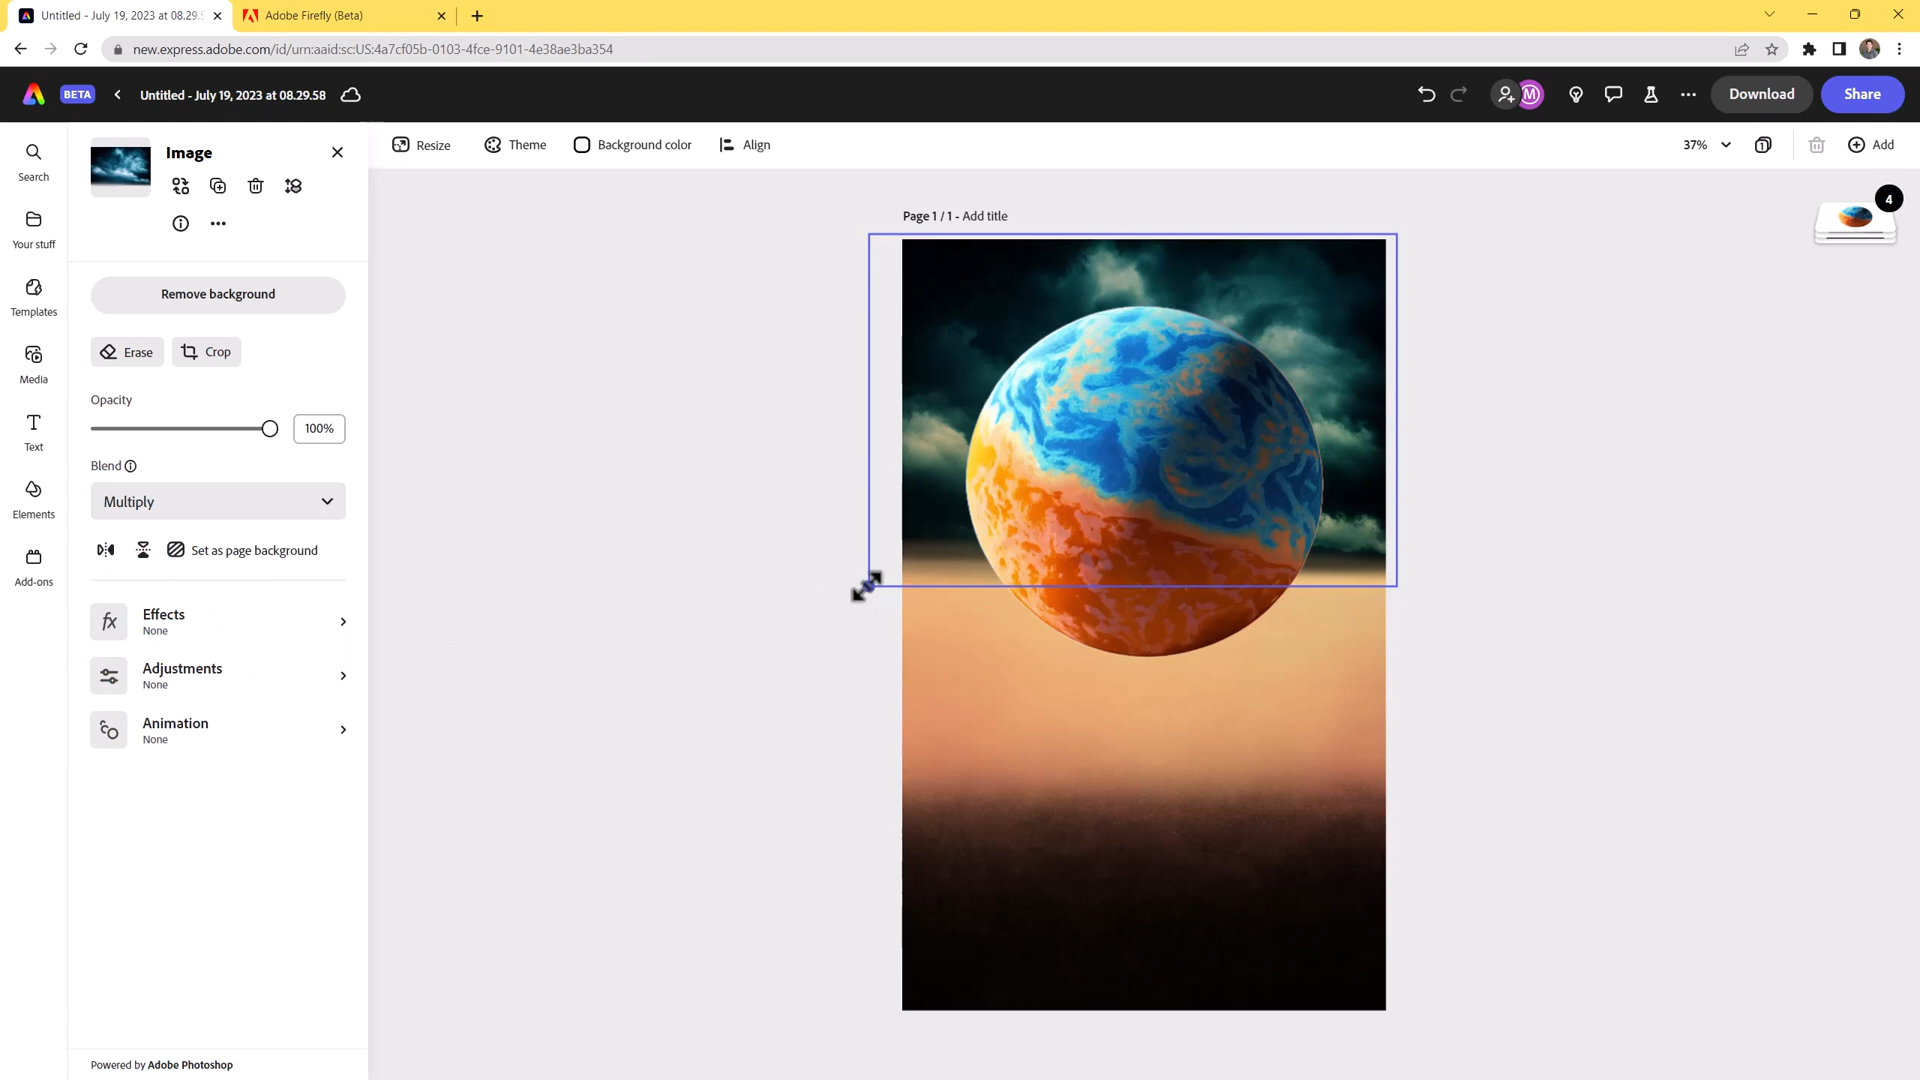 Untitled - July 19, 2023 at 08.29.5
Adobe Firefly (Beta)
new.express.adobe.com/id/urn:aaid:sc:US:4a7cf05b-0103-4fce-9101-4e38ae3ba354
BETA
Untitled - July 19, 2023 at 08.29.58
M
Download
Share
Search
Your stuff
Templates
Media
Text
Elements
Add-ons
Image
Remove background
Erase
Crop
Opacity
100%
Blend
Multiply
Set as page background
Effects
None
Adjustments
None
Animation
None
Powered by Adobe Photoshop
Resize
Theme
Background color
Align
37%
1
Add
4
Page 1 / 1 - Add title